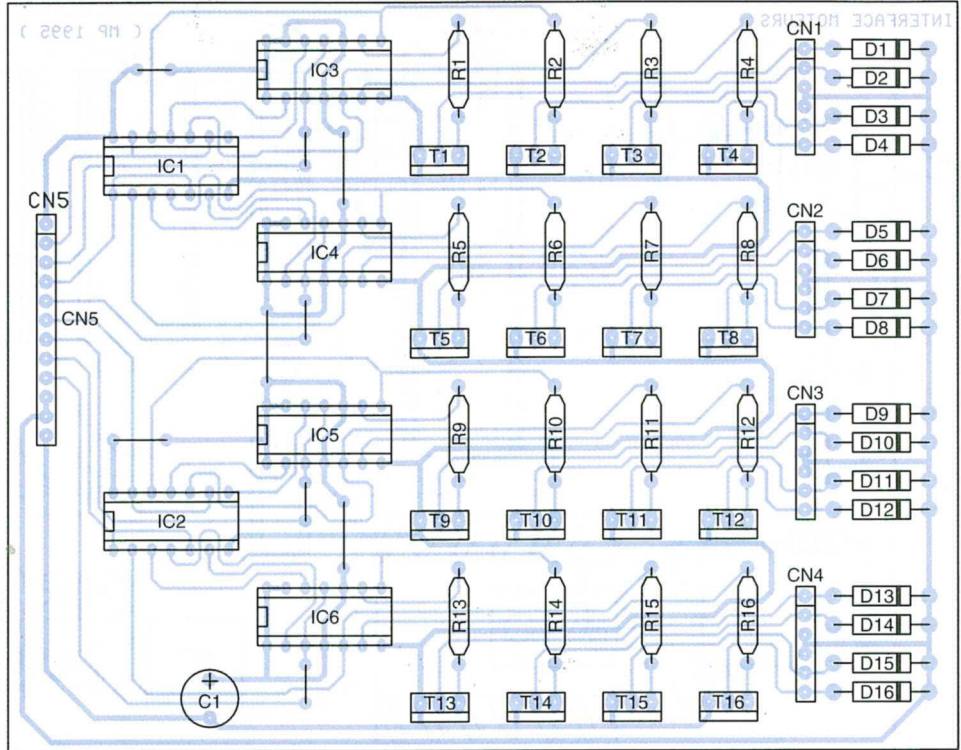 INTERFACE MOTEURS
( MP 1995 )
CN1
D1
D2
D3
D4
IC3
R1
R2
R3
R4
T1
T2
T3
T4
IC1
CN5
CN2
D5
D6
D7
D8
IC4
R5
R6
R7
R8
CN5
T5
T6
T7
T8
CN3
D9
D10
D11
D12
IC5
R9
R10
R11
R12
IC2
T9
T10
T11
T12
CN4
D13
D14
D15
D16
IC6
R13
R14
R15
R16
+
C1
T13
T14
T15
T16